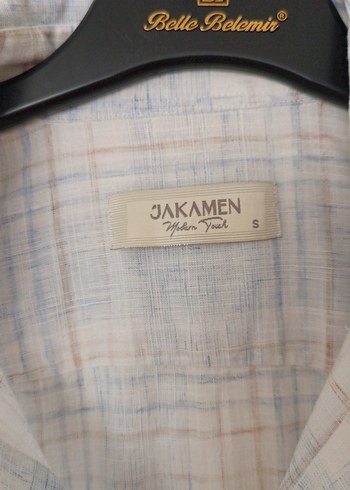 Belle Belemir®
JAKAMEN
Modern Touch
S